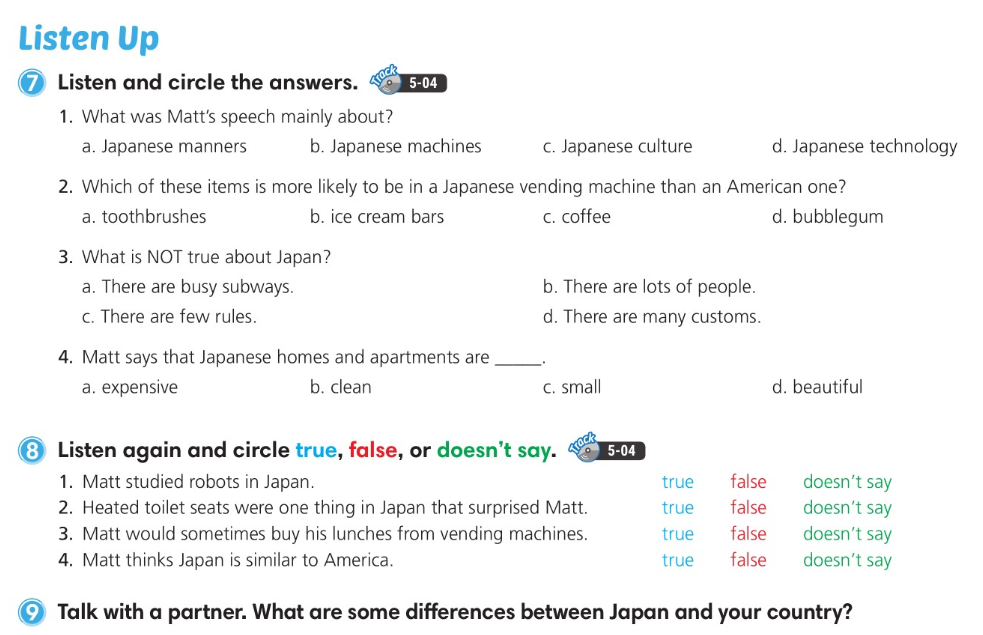 Listen Up
7 Listen and circle the answers. Track 5-04
1. What was Matt's speech mainly about?
a. Japanese manners b. Japanese machines c. Japanese culture d. Japanese technology
2. Which of these items is more likely to be in a Japanese vending machine than an American one?
a. toothbrushes b. ice cream bars c. coffee d. bubblegum
3. What is NOT true about Japan?
a. There are busy subways. b. There are lots of people.
c. There are few rules. d. There are many customs.
4. Matt says that Japanese homes and apartments are _____.
a. expensive b. clean c. small d. beautiful
8 Listen again and circle true, false, or doesn't say. Track 5-04
1. Matt studied robots in Japan. true false doesn't say
2. Heated toilet seats were one thing in Japan that surprised Matt. true false doesn't say
3. Matt would sometimes buy his lunches from vending machines. true false doesn't say
4. Matt thinks Japan is similar to America. true false doesn't say
9 Talk with a partner. What are some differences between Japan and your country?